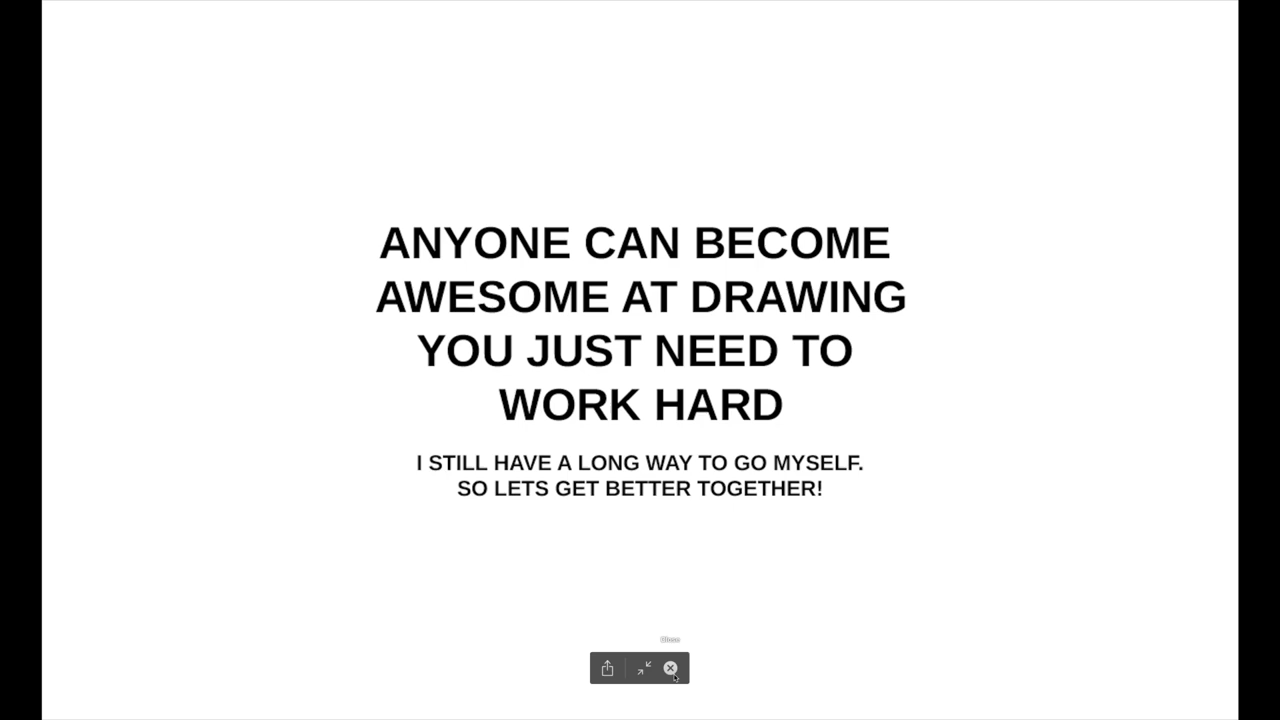 ANYONE CAN BECOME
AWESOME AT DRAWING
YOU JUST NEED TO
WORK HARD
I STILL HAVE A LONG WAY TO GO MYSELF.
SO LETS GET BETTER TOGETHER!
Close